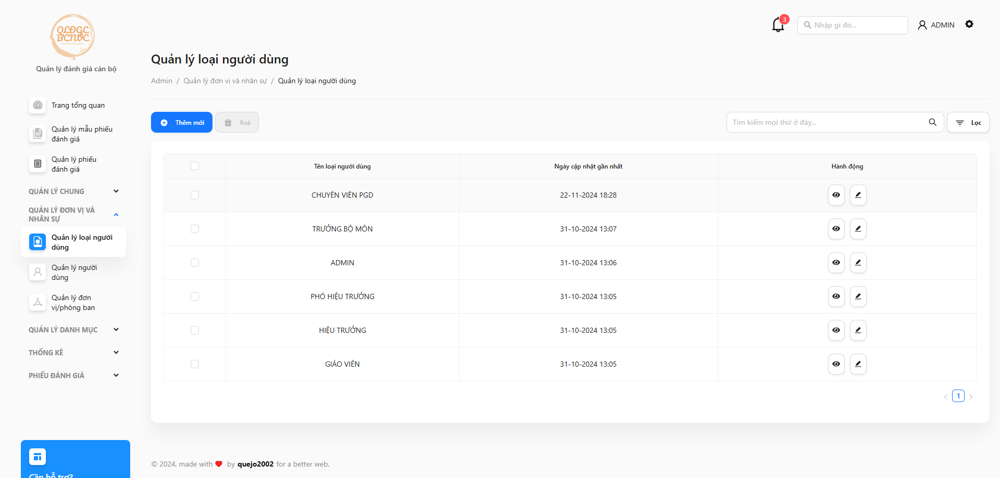 QLĐGC
BCNVC
Quản lý đánh giá cán bộ
3
Nhập gì đó...
ADMIN
Quản lý loại người dùng
Admin / Quản lý đơn vị và nhân sự / Quản lý loại người dùng
Trang tổng quan
Quản lý mẫu phiếu
đánh giá
Quản lý phiếu
đánh giá
QUẢN LÝ CHUNG
QUẢN LÝ ĐƠN VỊ VÀ
NHÂN SỰ
Quản lý loại người
dùng
Quản lý người
dùng
Quản lý đơn
vị/phòng ban
QUẢN LÝ DANH MỤC
THỐNG KÊ
PHIẾU ĐÁNH GIÁ
Cần hỗ trợ?
Thêm mới
Xoá
Tìm kiếm mọi thứ ở đây...
Lọc
Tên loại người dùng Ngày cập nhật gần nhất Hành động
CHUYÊN VIÊN PGD 22-11-2024 18:28
TRƯỞNG BỘ MÔN 31-10-2024 13:07
ADMIN 31-10-2024 13:06
PHÓ HIỆU TRƯỞNG 31-10-2024 13:05
HIỆU TRƯỞNG 31-10-2024 13:05
GIÁO VIÊN 31-10-2024 13:05
< 1 >
© 2024, made with ❤ by quejo2002 for a better web.